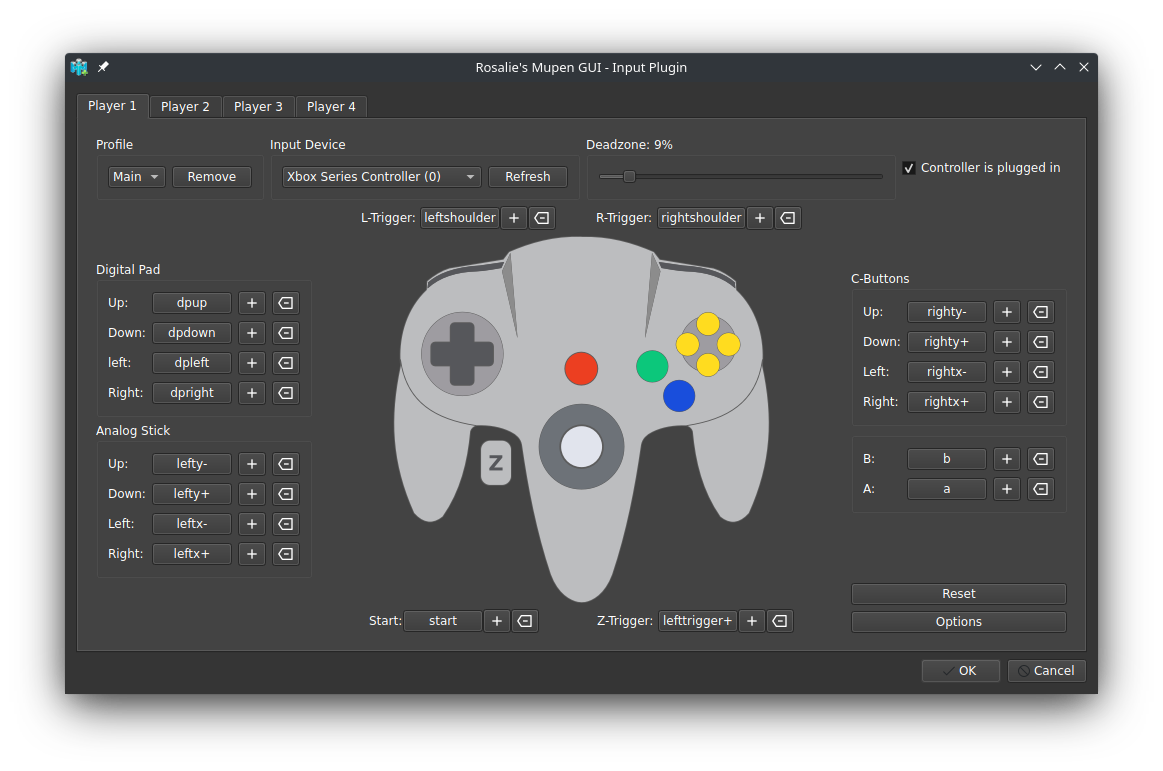 Rosalie's Mupen GUI - Input Plugin
Player 1 Player 2 Player 3 Player 4
Profile Input Device Deadzone: 9%
Main Remove Xbox Series Controller (0) Refresh Controller is plugged in
L-Trigger: leftshoulder + R-Trigger: rightshoulder +
Digital Pad
Up: dpup +
Down: dpdown +
left: dpleft +
Right: dpright +
Analog Stick
Up: lefty- +
Down: lefty+ +
Left: leftx- +
Right: leftx+ +
Z
C-Buttons
Up: righty- +
Down: righty+ +
Left: rightx- +
Right: rightx+ +
B: b +
A: a +
Start: start + Z-Trigger: lefttrigger+ +
Reset
Options
OK Cancel